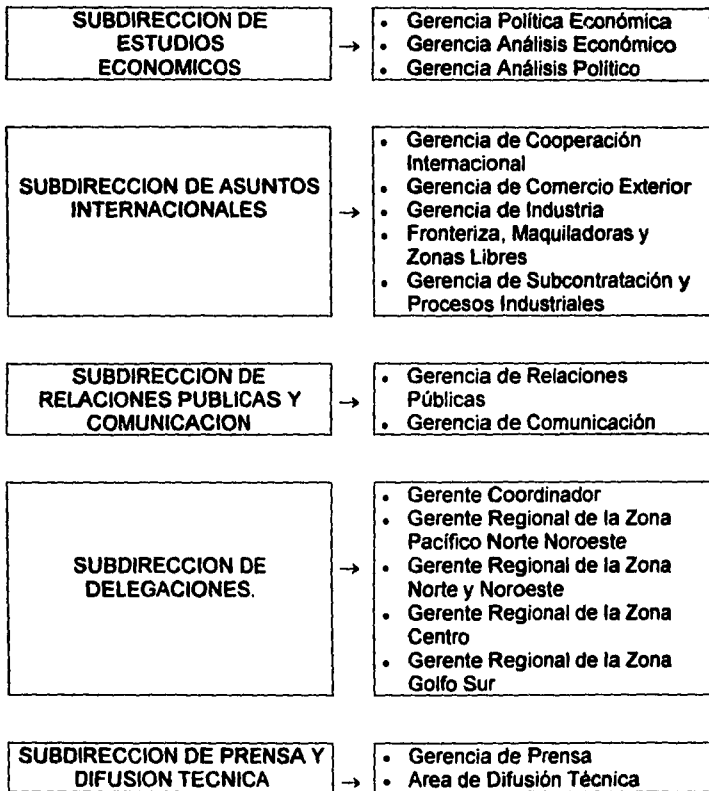 SUBDIRECCION DE
ESTUDIOS
ECONOMICOS
→
• Gerencia Política Económica
• Gerencia Análisis Económico
• Gerencia Análisis Político
SUBDIRECCION DE ASUNTOS
INTERNACIONALES
→
• Gerencia de Cooperación
Internacional
• Gerencia de Comercio Exterior
• Gerencia de Industria
• Fronteriza, Maquiladoras y
Zonas Libres
• Gerencia de Subcontratación y
Procesos Industriales
SUBDIRECCION DE
RELACIONES PUBLICAS Y
COMUNICACION
→
• Gerencia de Relaciones
Públicas
• Gerencia de Comunicación
SUBDIRECCION DE
DELEGACIONES.
→
• Gerente Coordinador
• Gerente Regional de la Zona
Pacífico Norte Noroeste
• Gerente Regional de la Zona
Norte y Noroeste
• Gerente Regional de la Zona
Centro
• Gerente Regional de la Zona
Golfo Sur
SUBDIRECCION DE PRENSA Y
DIFUSION TECNICA
→
• Gerencia de Prensa
• Area de Difusión Técnica